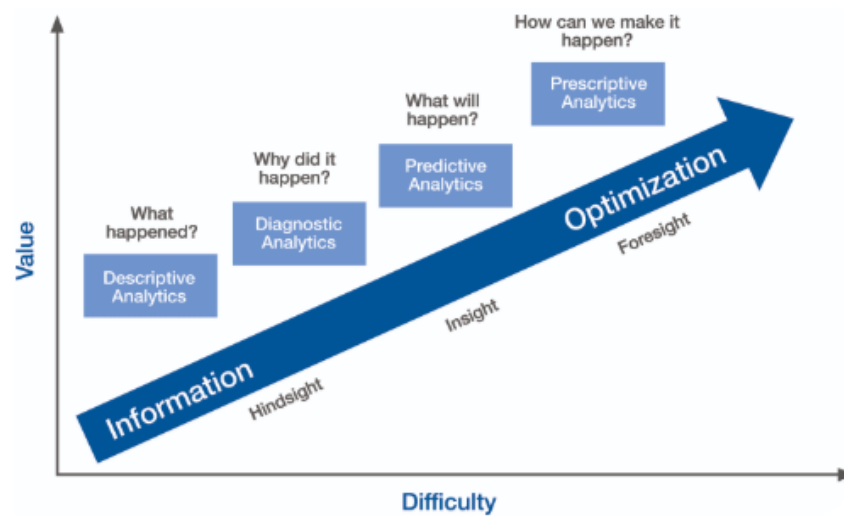 How can we make it
happen?
Prescriptive
Analytics
What will
happen?
Predictive
Analytics
Why did it
happen?
Diagnostic
Analytics
What
happened?
Descriptive
Analytics
Value
Information
Optimization
Hindsight
Insight
Foresight
Difficulty